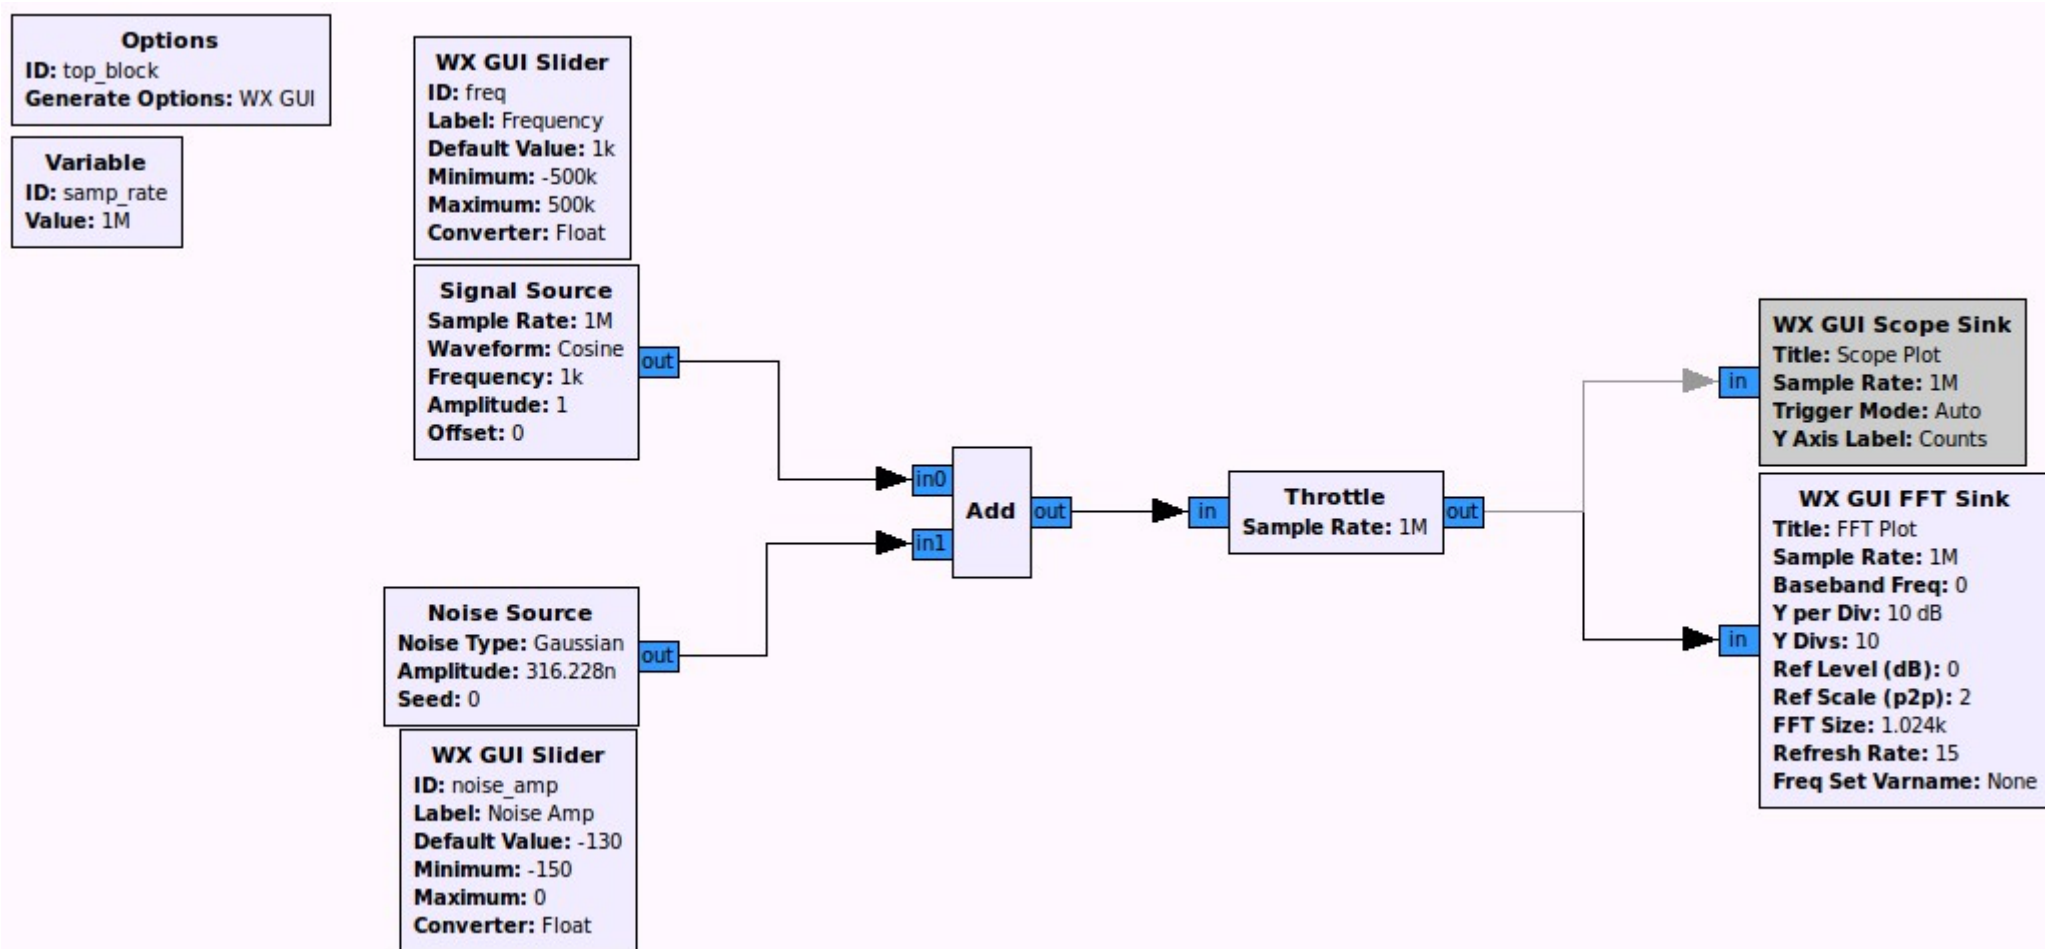 Options
ID: top_block
Generate Options: WX GUI
Variable
ID: samp_rate
Value: 1M
WX GUI Slider
ID: freq
Label: Frequency
Default Value: 1k
Minimum: -500k
Maximum: 500k
Converter: Float
Signal Source
Sample Rate: 1M
Waveform: Cosine
Frequency: 1k
Amplitude: 1
Offset: 0
out
Noise Source
Noise Type: Gaussian
Amplitude: 316.228n
Seed: 0
out
WX GUI Slider
ID: noise_amp
Label: Noise Amp
Default Value: -130
Minimum: -150
Maximum: 0
Converter: Float
in0
in1
Add
out
in
Throttle
Sample Rate: 1M
out
in
WX GUI Scope Sink
Title: Scope Plot
Sample Rate: 1M
Trigger Mode: Auto
Y Axis Label: Counts
in
WX GUI FFT Sink
Title: FFT Plot
Sample Rate: 1M
Baseband Freq: 0
Y per Div: 10 dB
Y Divs: 10
Ref Level (dB): 0
Ref Scale (p2p): 2
FFT Size: 1.024k
Refresh Rate: 15
Freq Set Varname: None